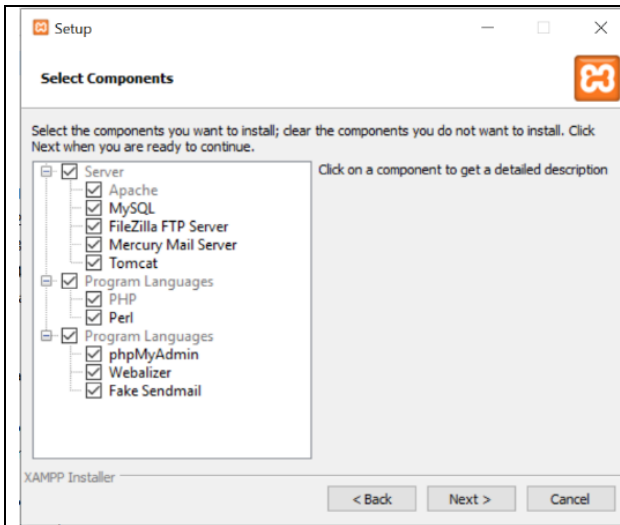 Setup
Select Components
Select the components you want to install; clear the components you do not want to install. Click
Next when you are ready to continue.
Server
Apache
MySQL
FileZilla FTP Server
Mercury Mail Server
Tomcat
Program Languages
PHP
Perl
Program Languages
phpMyAdmin
Webalizer
Fake Sendmail
Click on a component to get a detailed description
XAMPP Installer
< Back
Next >
Cancel